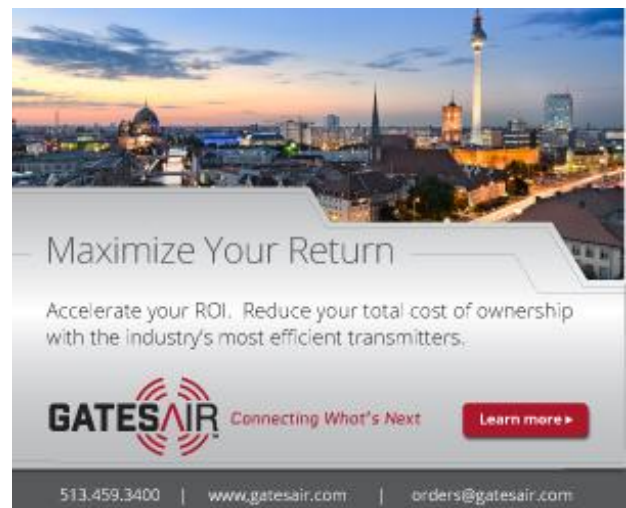 Maximize Your Return
Accelerate your ROI. Reduce your total cost of ownership
with the industry's most efficient transmitters.
GATESAIR Connecting What's Next Learn more ▸
513.459.3400 | www.gatesair.com | orders@gatesair.com